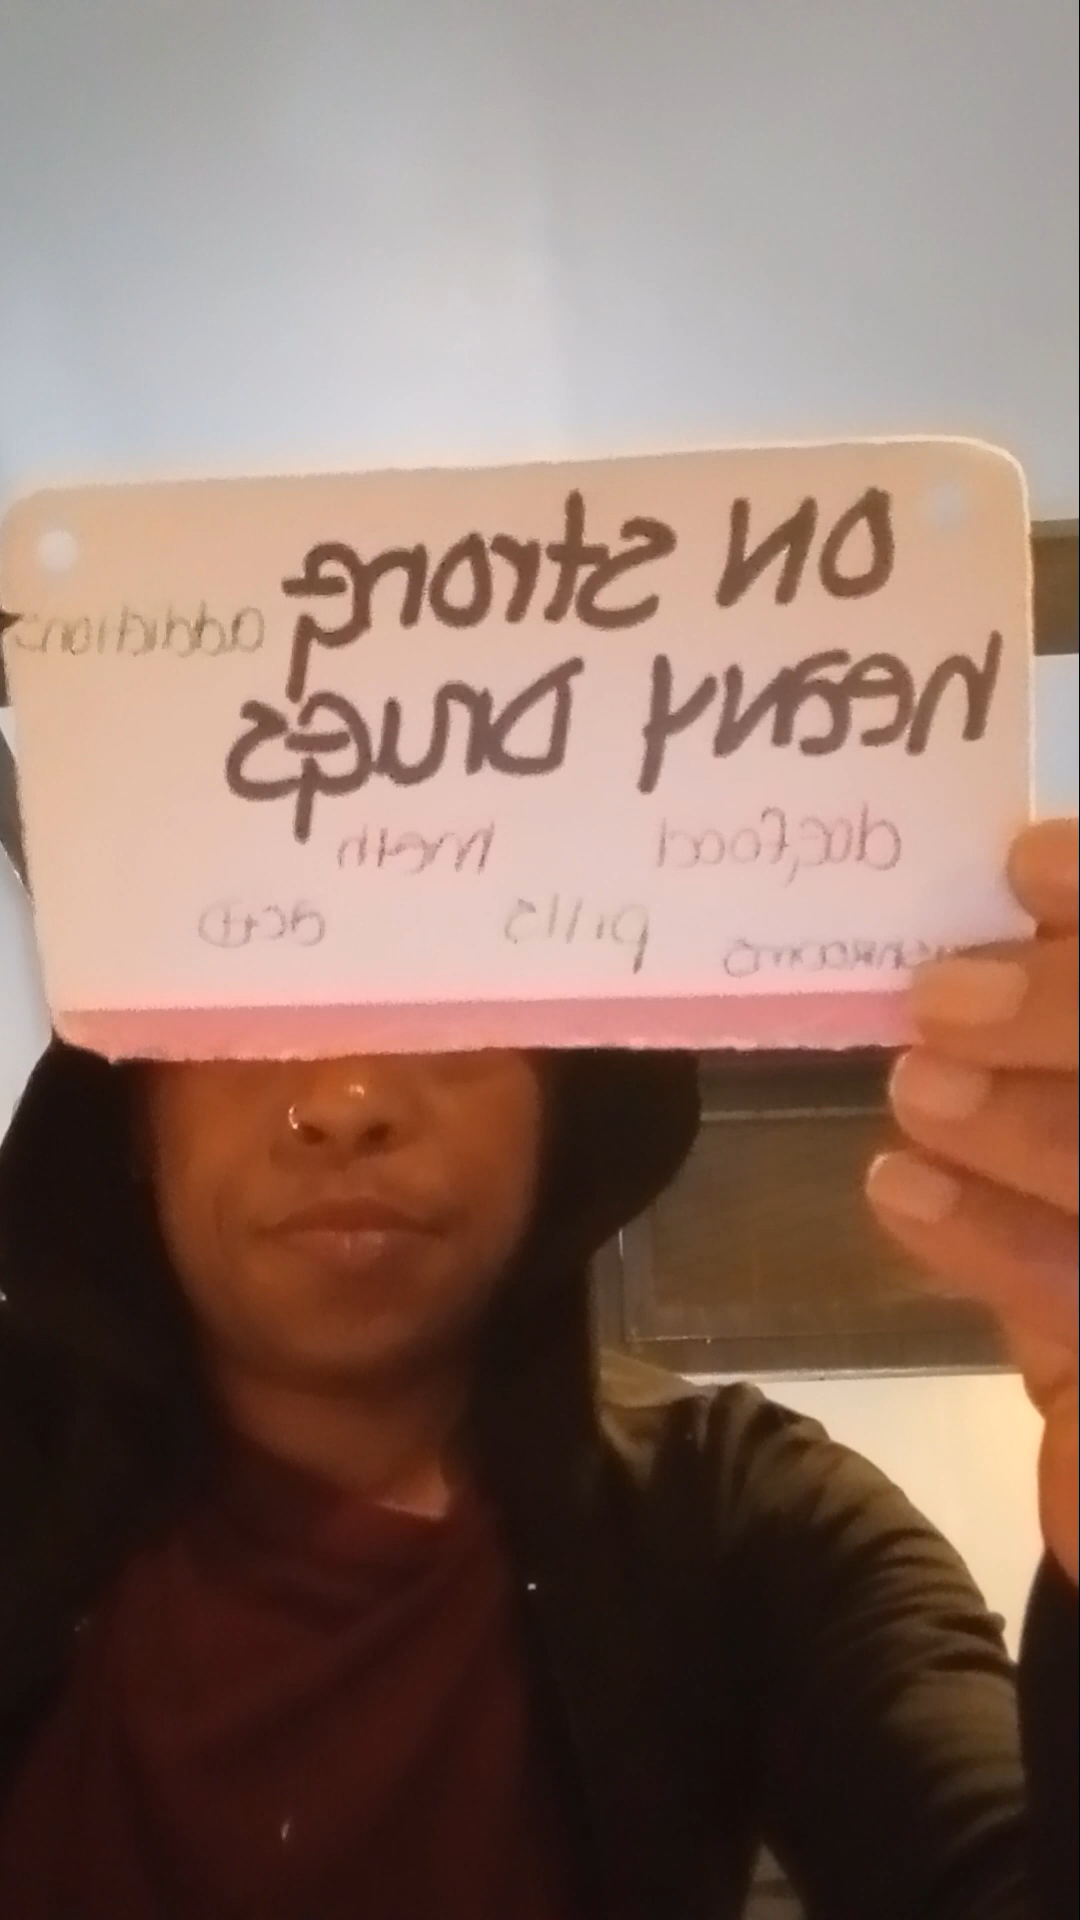 ON Strong
addictions
HEAVY Drugs
meth
pills
acid